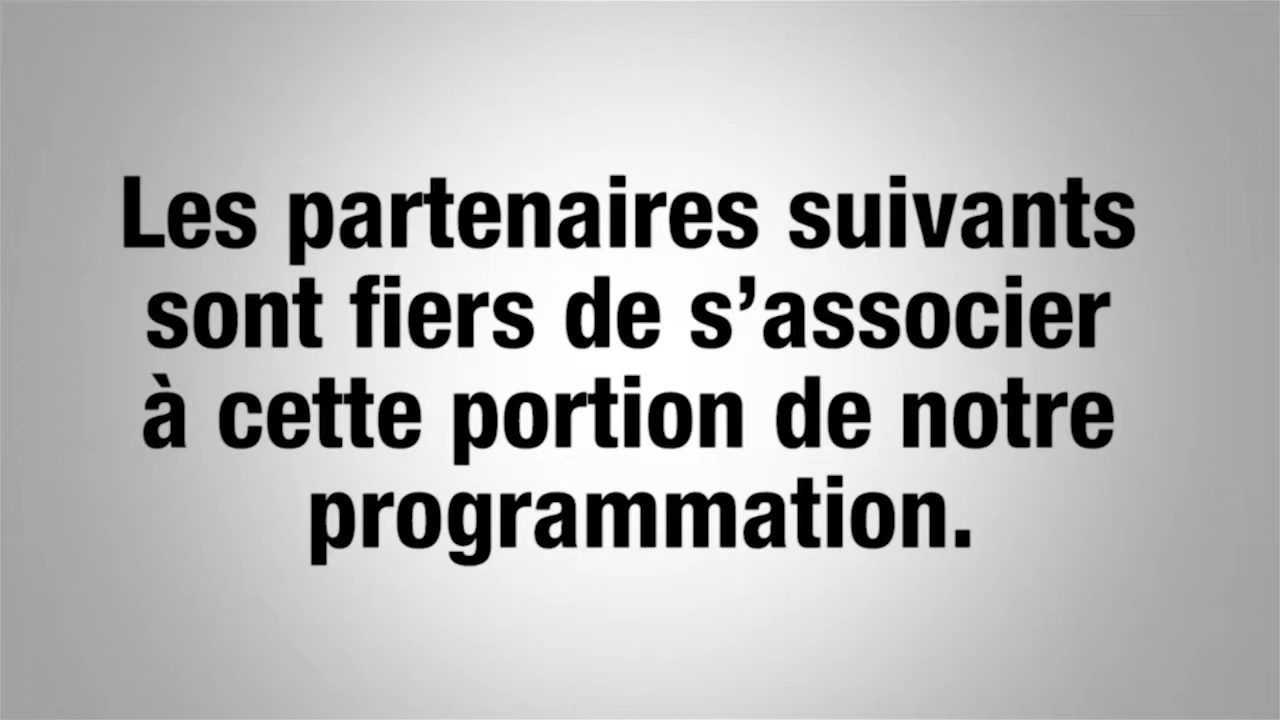 Les partenaires suivants
sont fiers de s’associer
à cette portion de notre
programmation.